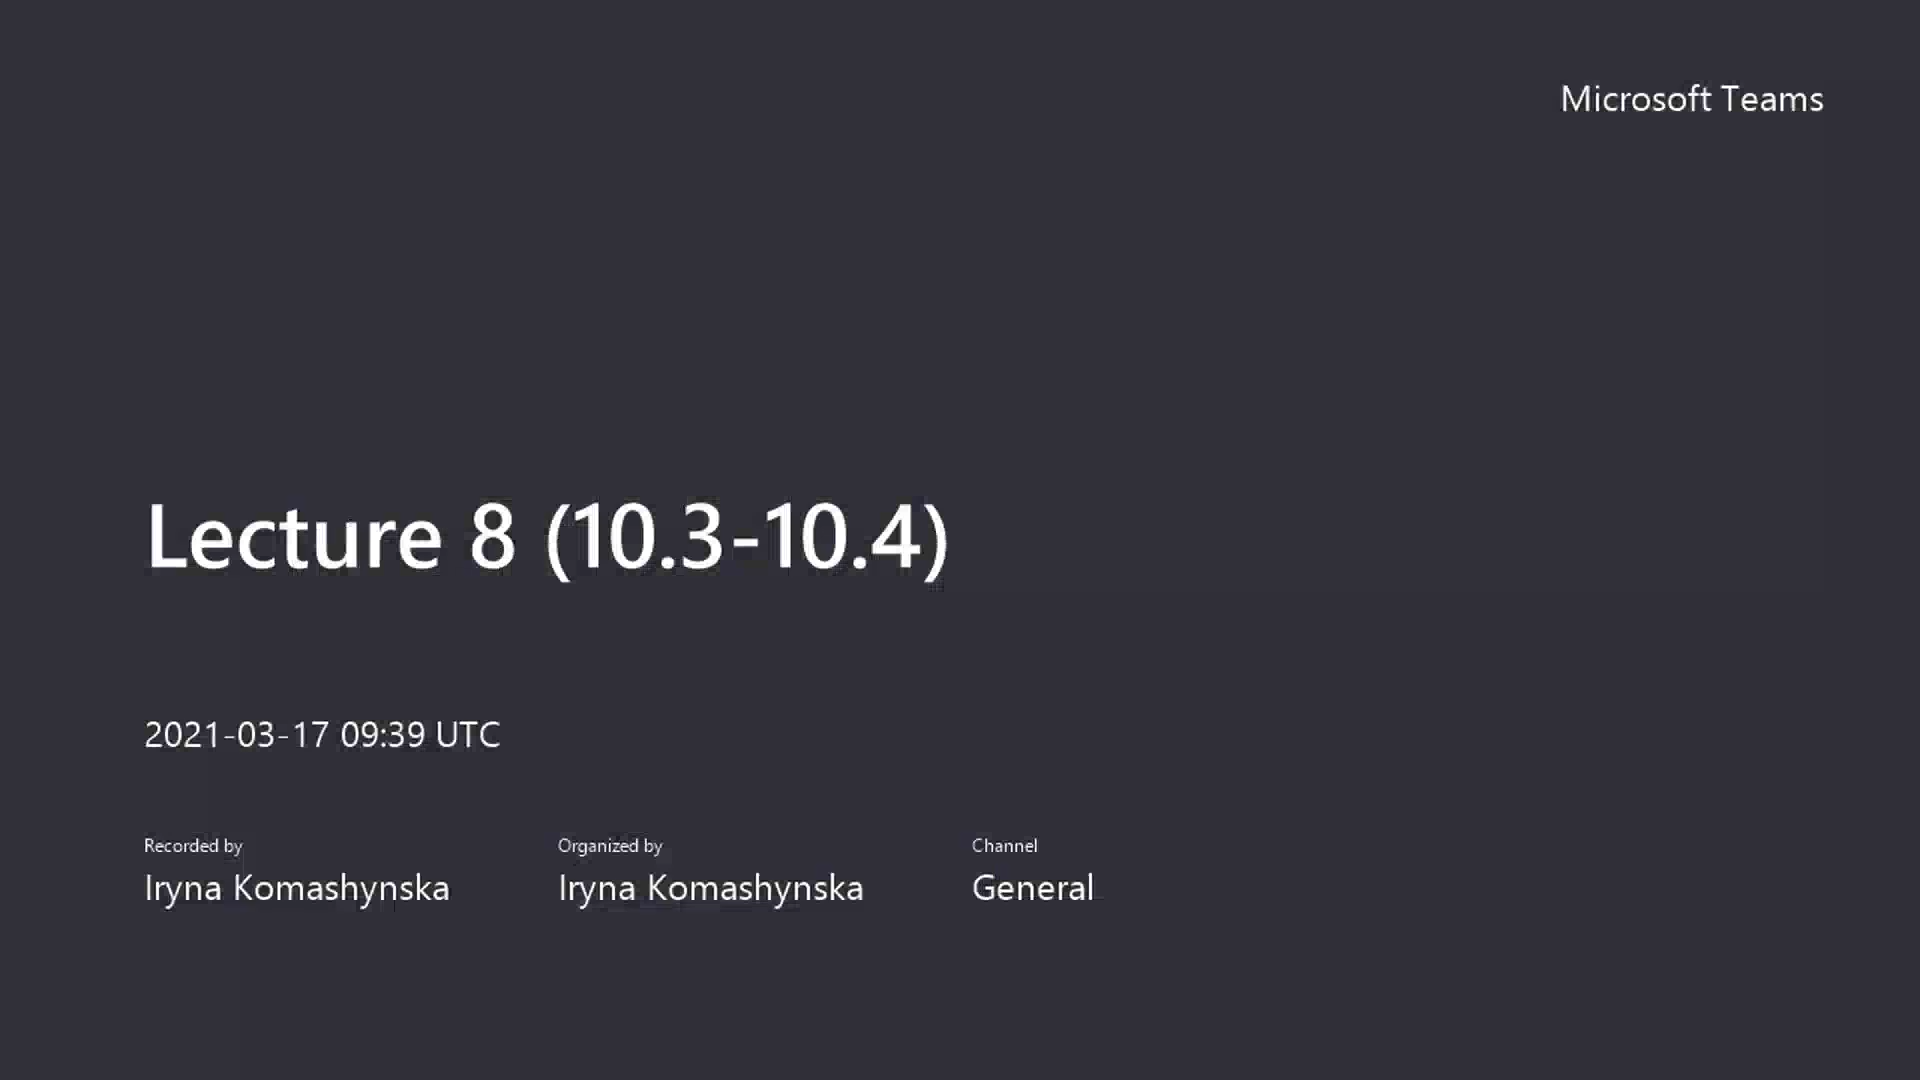 Microsoft Teams
Lecture 8 (10.3-10.4)
2021-03-17 09:39 UTC
Recorded by
Iryna Komashynska
Organized by
Iryna Komashynska
Channel
General